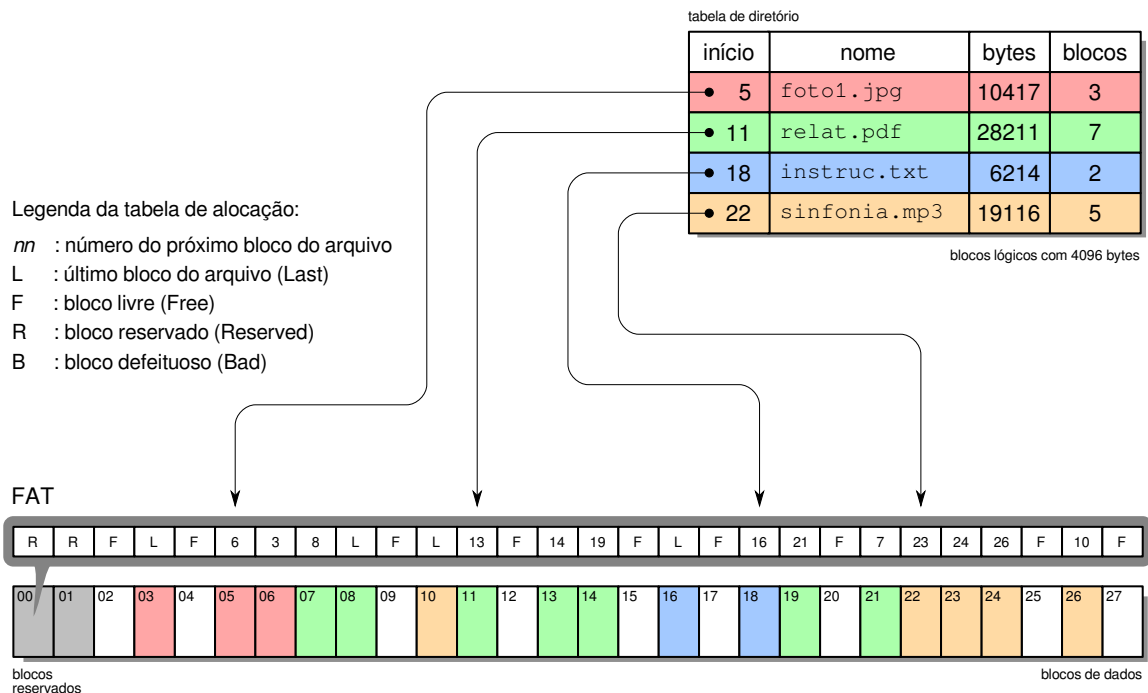 tabela de diretório
início nome bytes blocos
5 foto1.jpg 10417 3
11 relat.pdf 28211 7
18 instruc.txt 6214 2
22 sinfonia.mp3 19116 5
blocos lógicos com 4096 bytes
Legenda da tabela de alocação:
nn : número do próximo bloco do arquivo
L : último bloco do arquivo (Last)
F : bloco livre (Free)
R : bloco reservado (Reserved)
B : bloco defeituoso (Bad)
FAT
R R F L F 6 3 8 L F L 13 F 14 19 F L F 16 21 F 7 23 24 26 F 10 F
00 01 02 03 04 05 06 07 08 09 10 11 12 13 14 15 16 17 18 19 20 21 22 23 24 25 26 27
blocos
reservados
blocos de dados